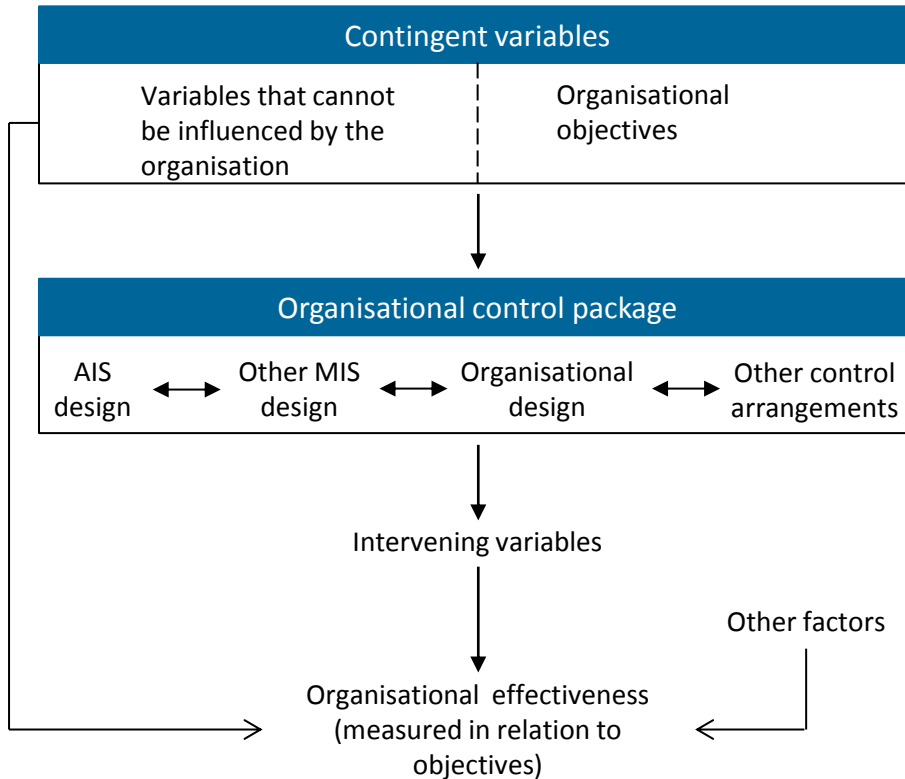 Contingent variables
Variables that cannot
be influenced by the
organisation
Organisational
objectives
Organisational control package
AIS
design
Other MIS
design
Organisational
design
Other control
arrangements
Intervening variables
Other factors
Organisational effectiveness
(measured in relation to
objectives)